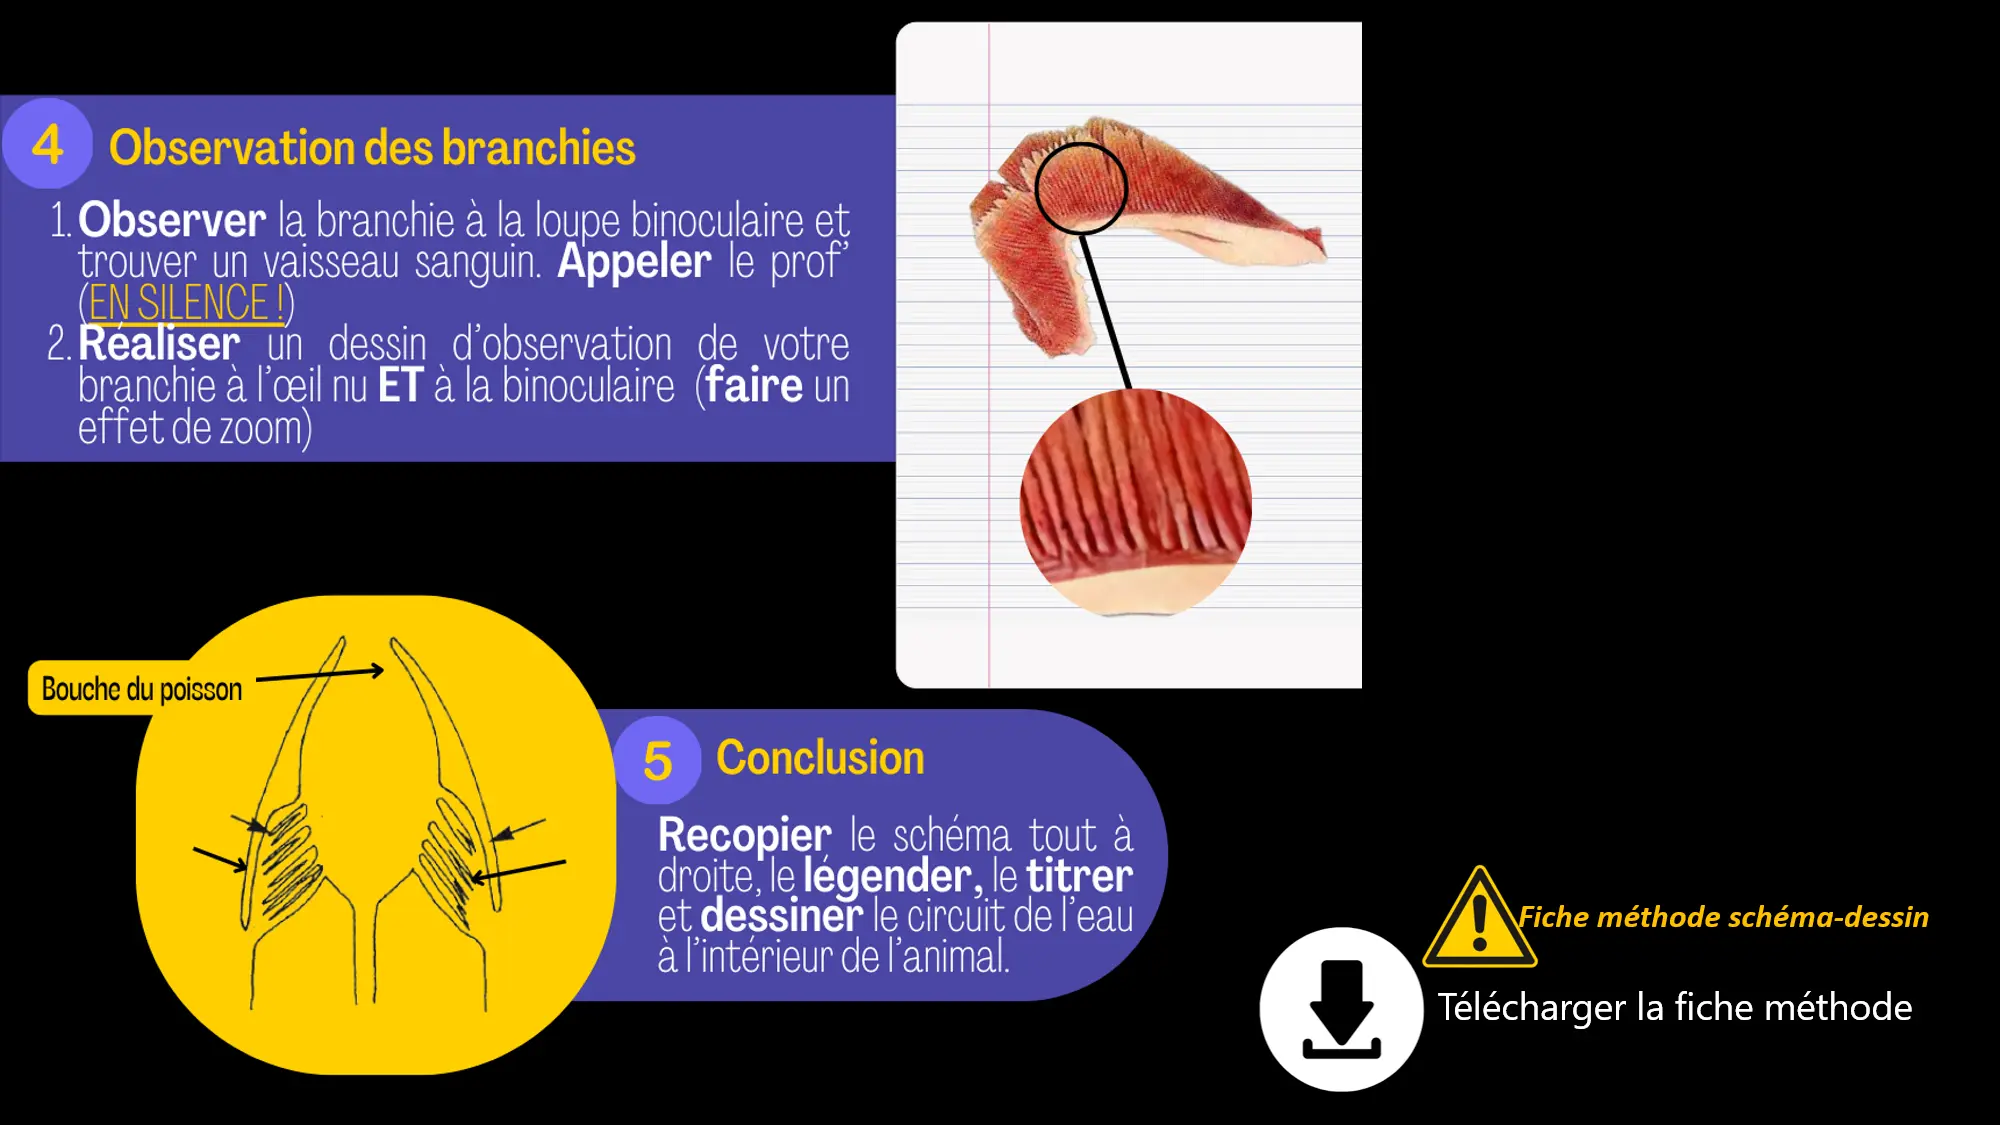 4 Observation des branchies
1. Observer la branchie à la loupe binoculaire et
trouver un vaisseau sanguin. Appeler le prof'
(EN SILENCE !)
2. Réaliser un dessin d'observation de votre
branchie à l'œil nu ET à la binoculaire (faire un
effet de zoom)
Bouche du poisson
5 Conclusion
Recopier le schéma tout à
droite, le légender, le titrer
et dessiner le circuit de l'eau
à l'intérieur de l'animal.
Fiche méthode schéma-dessin
Télécharger la fiche méthode